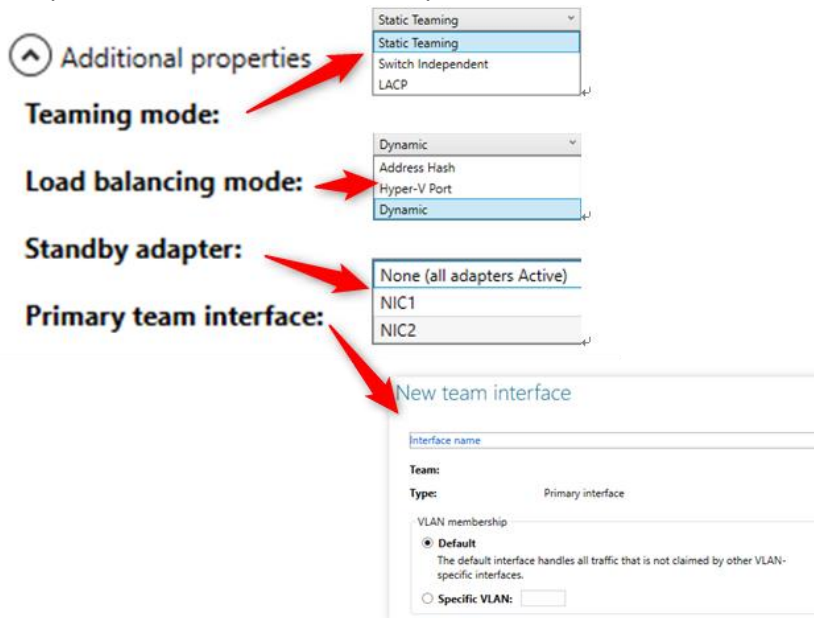 Additional properties
Teaming mode:
Static Teaming
Static Teaming
Switch Independent
LACP
Load balancing mode:
Dynamic
Address Hash
Hyper-V Port
Dynamic
Standby adapter:
None (all adapters Active)
NIC1
NIC2
Primary team interface:
New team interface
Interface name
Team:
Type: Primary interface
VLAN membership
Default
The default interface handles all traffic that is not claimed by other VLAN-
specific interfaces.
Specific VLAN: